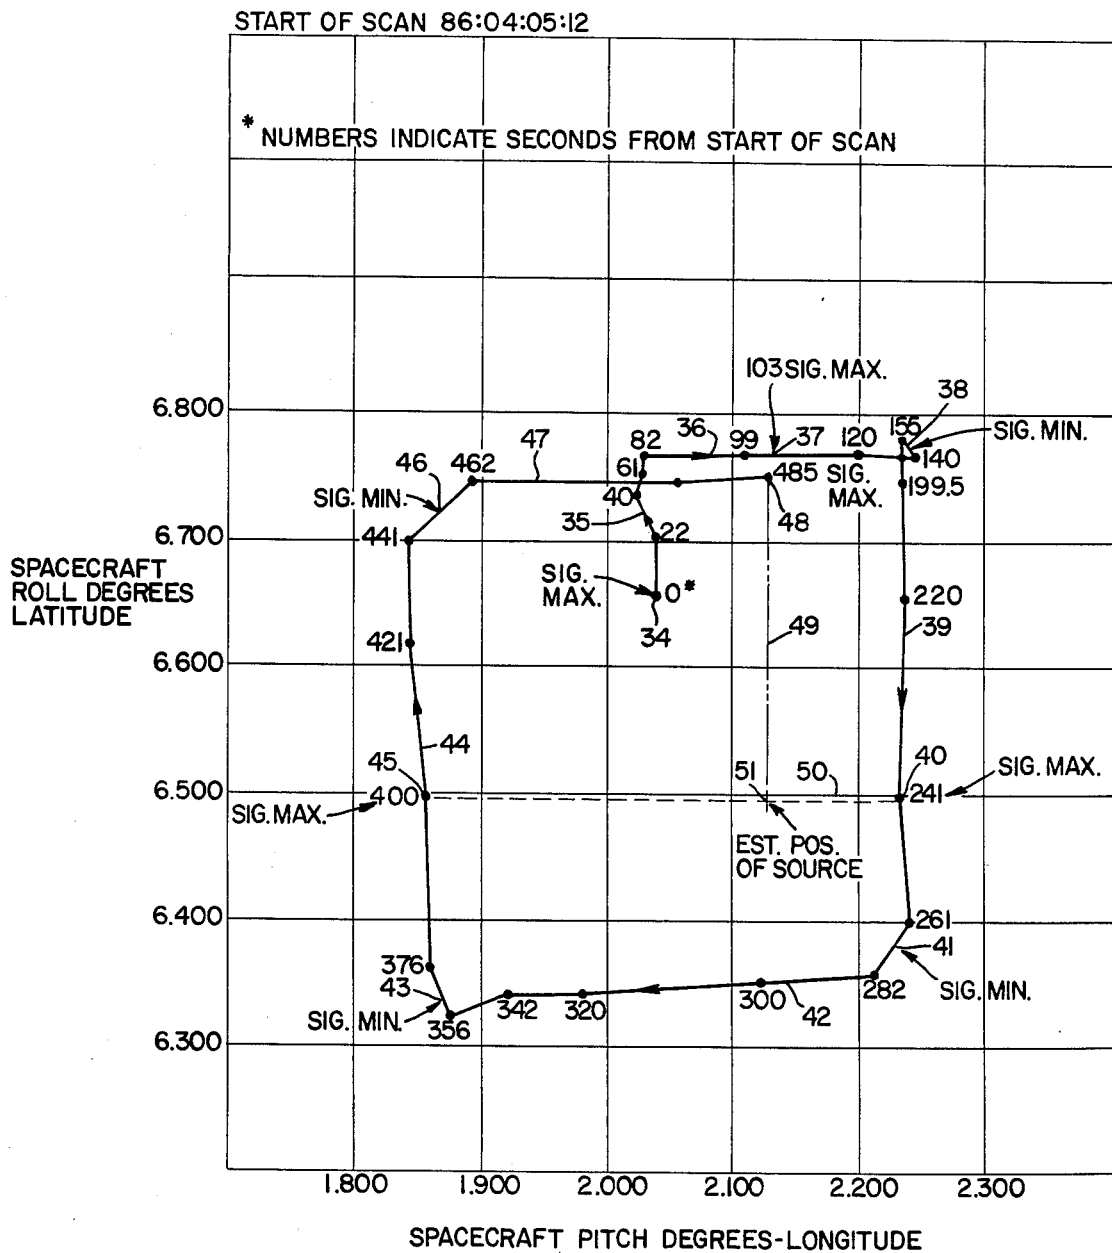 START OF SCAN 86:04:05:12
* NUMBERS INDICATE SECONDS FROM START OF SCAN
103 SIG. MAX.
38
6.800
155
82
36
99
37
120
SIG. MIN.
47
46
462
61
140
485
SIG.
MAX.
199.5
SIG. MIN.
40
48
35
22
6.700
441
SPACECRAFT
ROLL DEGREES
LATITUDE
SIG.
MAX.
0*
220
34
49
39
421
6.600
44
45
51
50
40
SIG. MAX.
6.500
400
241
SIG. MAX.
EST. POS.
OF SOURCE
6.400
261
41
376
43
282
SIG. MIN.
300
42
SIG. MIN.
356
342
320
6.300
1.800
1.900
2.000
2.100
2.200
2.300
SPACECRAFT PITCH DEGREES-LONGITUDE